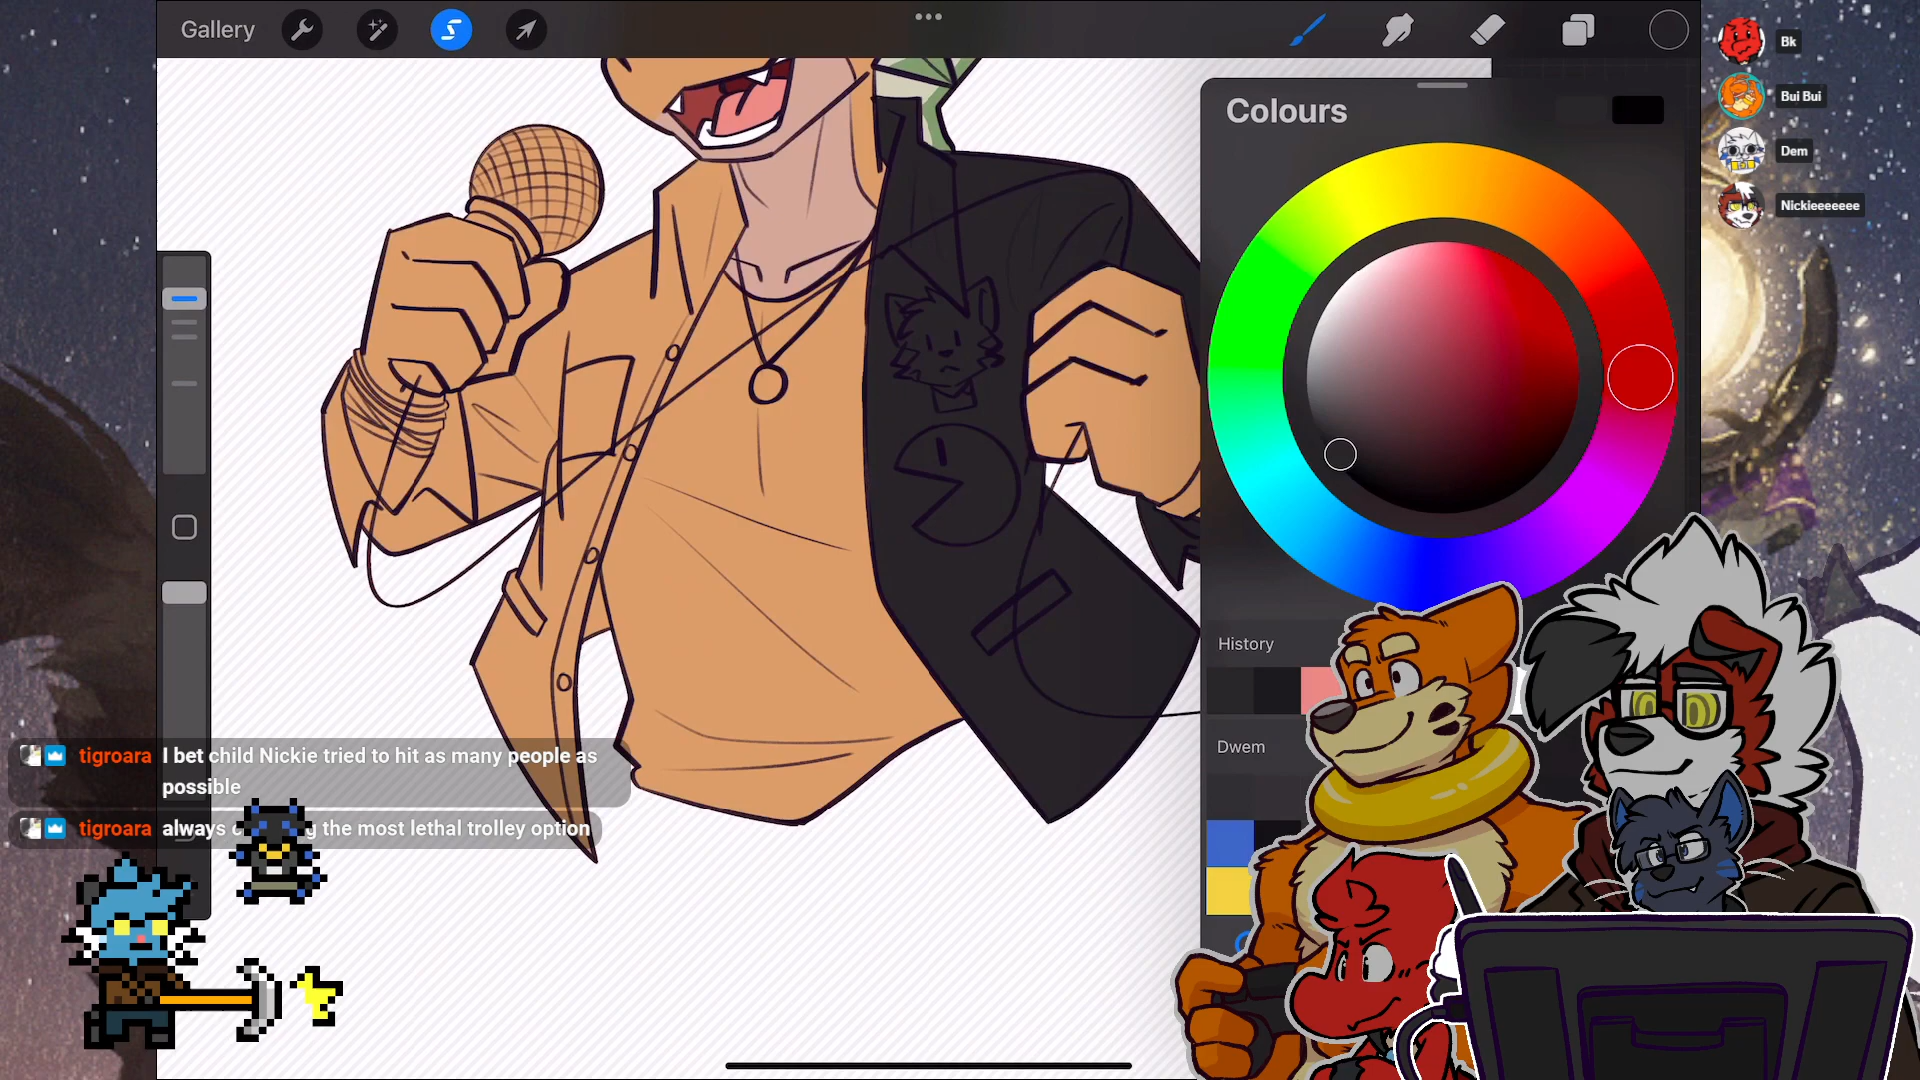 Gallery
Colours
Bk
Bui Bui
Dem
Nickieeeeeee
History
Dwem
tigroara I bet child Nickie tried to hit as many people as
possible
tigroara always the most lethal trolley option